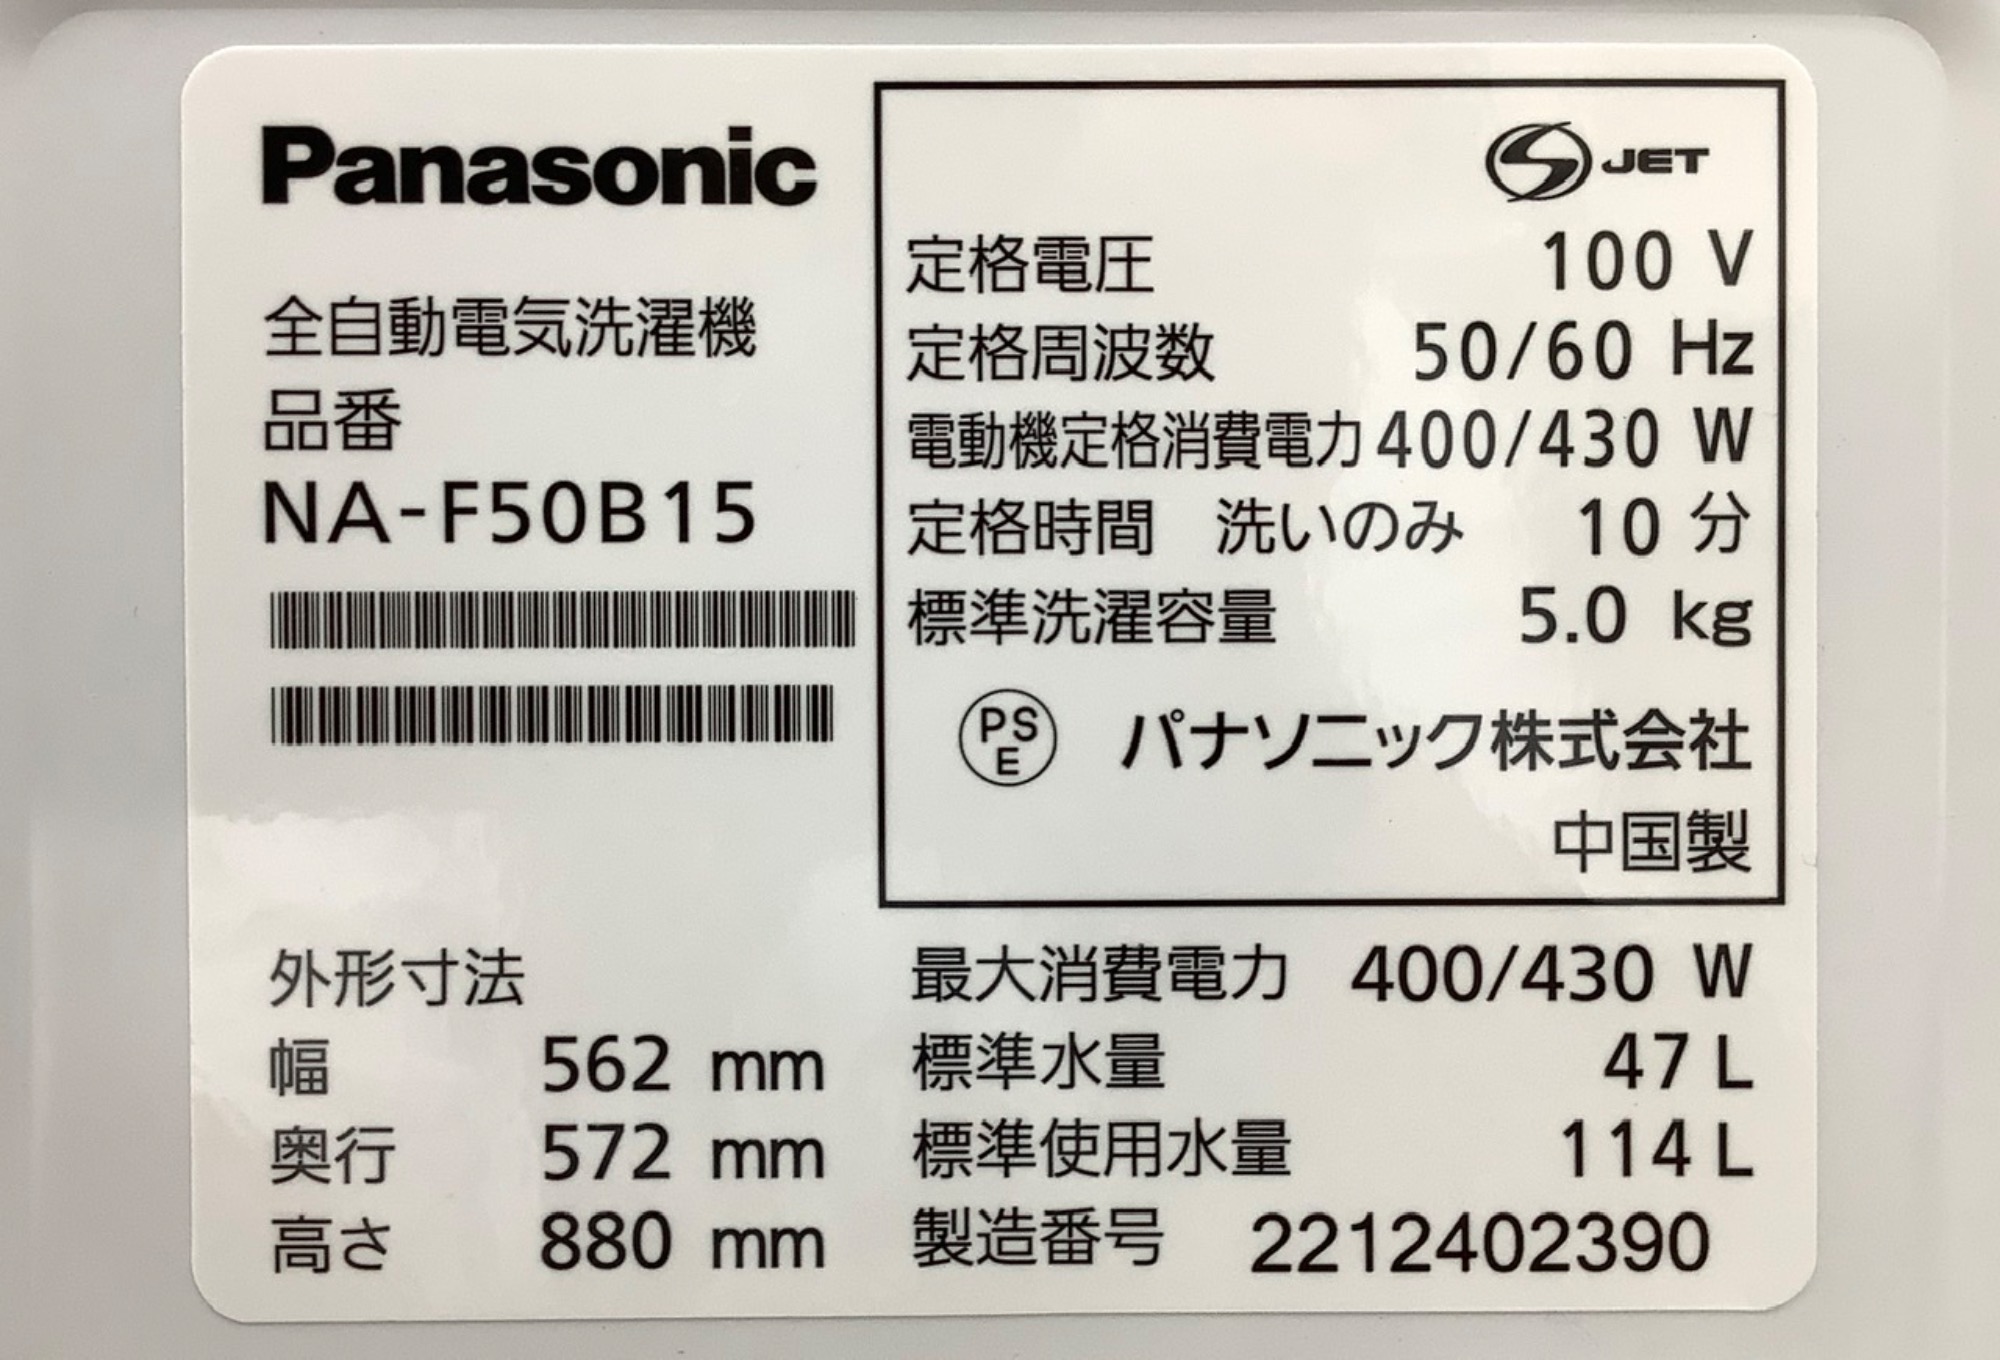 Panasonic
全自動電気洗濯機
品番
NA-F50B15
S JET
定格電圧 100 V
定格周波数 50/60 Hz
電動機定格消費電力 400/430 W
定格時間 洗いのみ 10 分
標準洗濯容量 5.0 kg
PS E パナソニック株式会社
中国製
外形寸法
幅 562 mm
奥行 572 mm
高さ 880 mm
最大消費電力 400/430 W
標準水量 47 L
標準使用水量 114 L
製造番号 2212402390